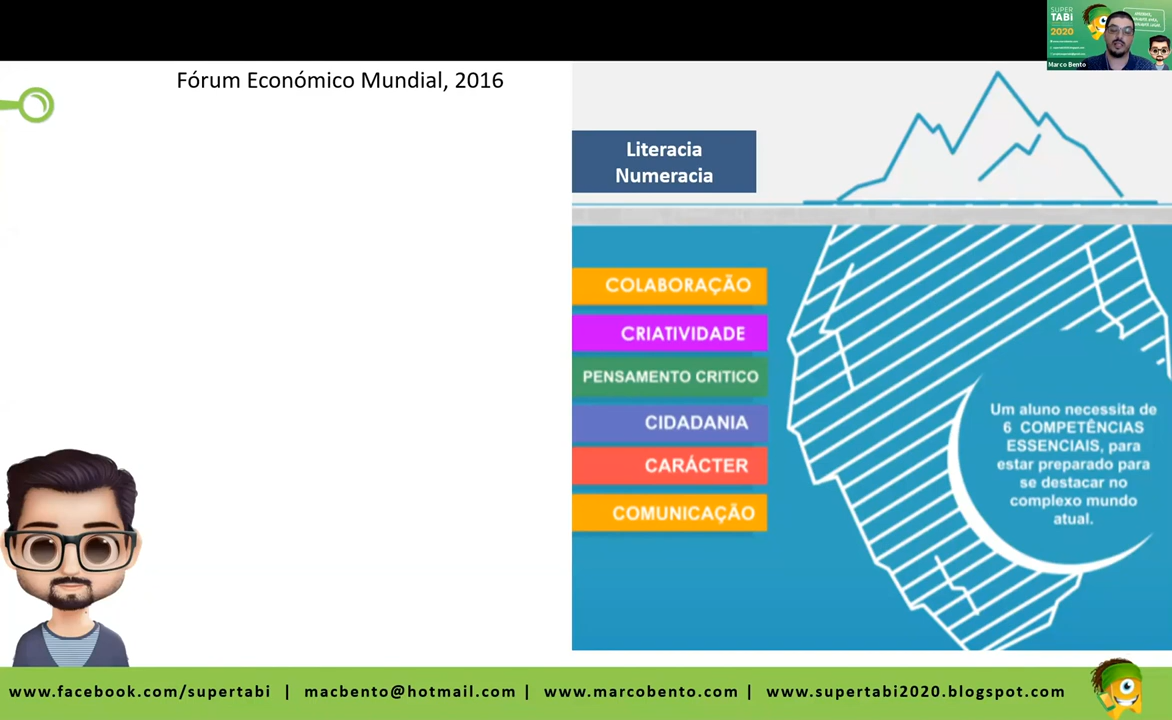 Fórum Económico Mundial, 2016
SUPER
TABi
2020
Marco Bento
Literacia
Numeracia
COLABORAÇÃO
CRIATIVIDADE
PENSAMENTO CRITICO
CIDADANIA
CARÁCTER
COMUNICAÇÃO
Um aluno necessita de
6 COMPETÊNCIAS
ESSENCIAIS, para
estar preparado para
se destacar no
complexo mundo
atual.
www.facebook.com/supertabi | macbento@hotmail.com | www.marcobento.com | www.supertabi2020.blogspot.com